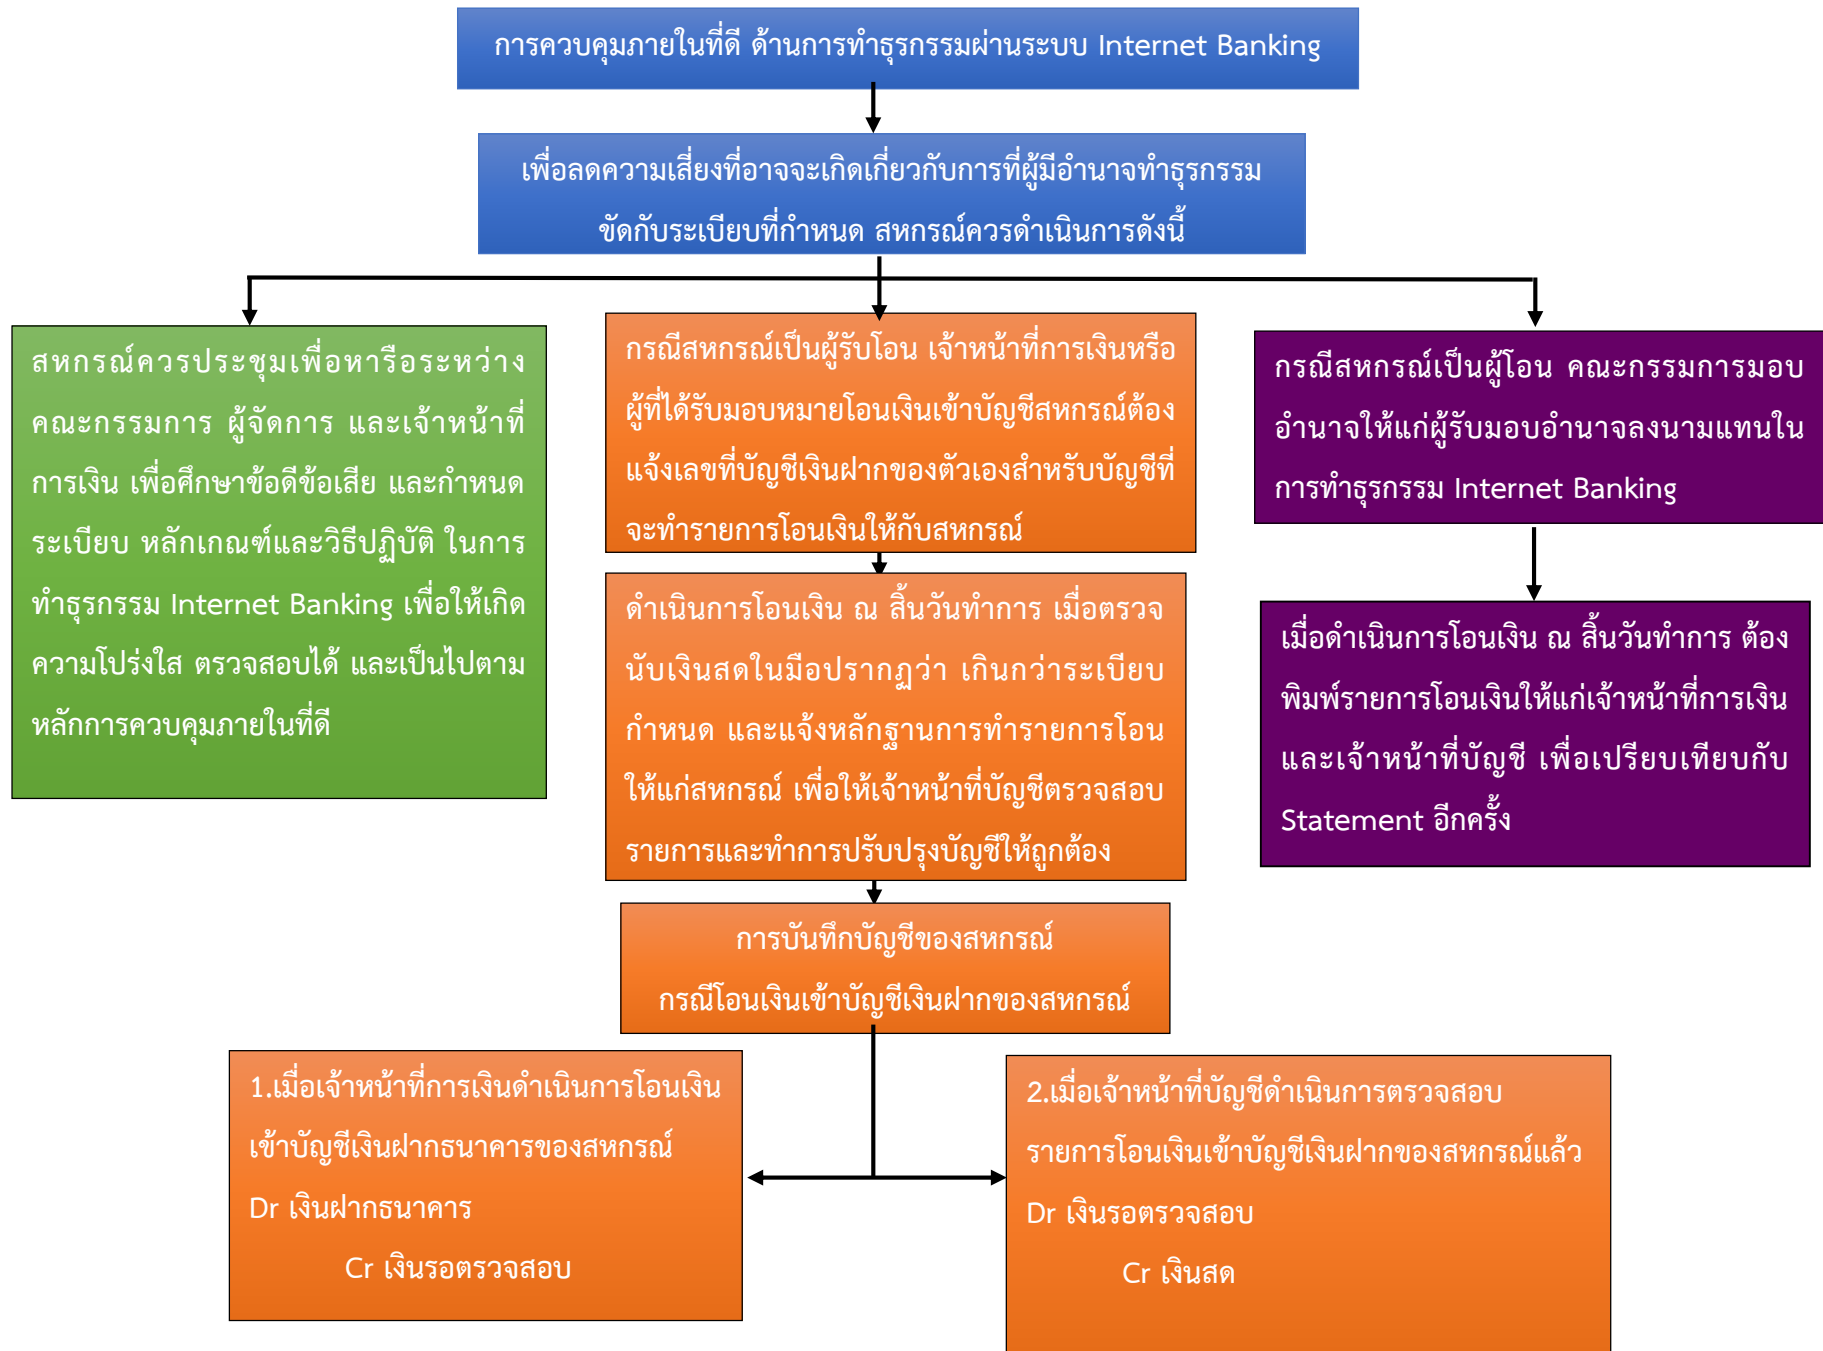 การควบคุมภายในที่ดี ด้านการทำธุรกรรมผ่านระบบ Internet Banking
เพื่อลดความเสี่ยงที่อาจจะเกิดเกี่ยวกับการที่ผู้มีอำนาจทำธุรกรรม
ขัดกับระเบียบที่กำหนด สหกรณ์ควรดำเนินการดังนี้
สหกรณ์ควรประชุมเพื่อหารือระหว่าง
คณะกรรมการ ผู้จัดการ และเจ้าหน้าที่
การเงิน เพื่อศึกษาข้อดีข้อเสีย และกำหนด
ระเบียบ หลักเกณฑ์และวิธีปฏิบัติ ในการ
ทำธุรกรรม Internet Banking เพื่อให้เกิด
ความโปร่งใส ตรวจสอบได้ และเป็นไปตาม
หลักการควบคุมภายในที่ดี
กรณีสหกรณ์เป็นผู้รับโอน เจ้าหน้าที่การเงินหรือ
ผู้ที่ได้รับมอบหมายโอนเงินเข้าบัญชีสหกรณ์ต้อง
แจ้งเลขที่บัญชีเงินฝากของตัวเองสำหรับบัญชีที่
จะทำรายการโอนเงินให้กับสหกรณ์
ดำเนินการโอนเงิน ณ สิ้นวันทำการ เมื่อตรวจ
นับเงินสดในมือปรากฏว่า เกินกว่าระเบียบ
กำหนด และแจ้งหลักฐานการทำรายการโอน
ให้แก่สหกรณ์ เพื่อให้เจ้าหน้าที่บัญชีตรวจสอบ
รายการและทำการปรับปรุงบัญชีให้ถูกต้อง
กรณีสหกรณ์เป็นผู้โอน คณะกรรมการมอบ
อำนาจให้แก่ผู้รับมอบอำนาจลงนามแทนใน
การทำธุรกรรม Internet Banking
เมื่อดำเนินการโอนเงิน ณ สิ้นวันทำการ ต้อง
พิมพ์รายการโอนเงินให้แก่เจ้าหน้าที่การเงิน
และเจ้าหน้าที่บัญชี เพื่อเปรียบเทียบกับ
Statement อีกครั้ง
การบันทึกบัญชีของสหกรณ์
กรณีโอนเงินเข้าบัญชีเงินฝากของสหกรณ์
1.เมื่อเจ้าหน้าที่การเงินดำเนินการโอนเงิน
เข้าบัญชีเงินฝากธนาคารของสหกรณ์
Dr เงินฝากธนาคาร
Cr เงินรอตรวจสอบ
2.เมื่อเจ้าหน้าที่บัญชีดำเนินการตรวจสอบ
รายการโอนเงินเข้าบัญชีเงินฝากของสหกรณ์แล้ว
Dr เงินรอตรวจสอบ
Cr เงินสด